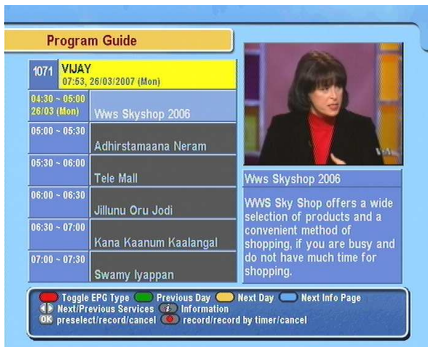 Program Guide
1071 VIJAY
07:53, 26/03/2007 (Mon)
04:30 ~ 05:00
26/03 (Mon) Wws Skyshop 2006
05:00 ~ 05:30 Adhirstamaana Neram
05:30 ~ 06:00 Tele Mall
06:00 ~ 06:30 Jillunu Oru Jodi
06:30 ~ 07:00 Kana Kaanum Kaalangal
07:00 ~ 07:30 Swamy Iyappan
Wws Skyshop 2006
WWS Sky Shop offers a wide
selection of products and a
convenient method of
shopping, if you are busy and
do not have much time for
shopping.
Toggle EPG Type Previous Day Next Day Next Info Page
Next/Previous Services i Information
OK preselect/record/cancel record/record by timer/cancel